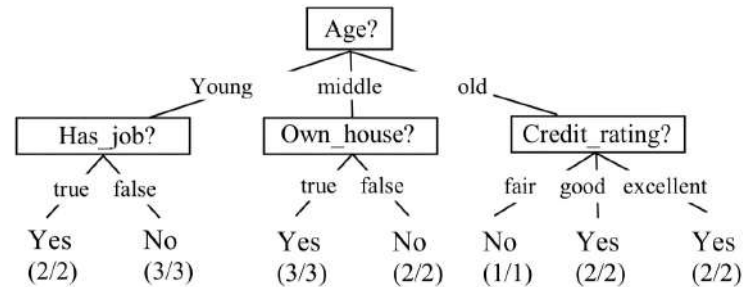 Age?
Young middle old
Has_job? Own_house? Credit_rating?
true false true false fair good excellent
Yes No Yes No No Yes Yes
(2/2) (3/3) (3/3) (2/2) (1/1) (2/2) (2/2)